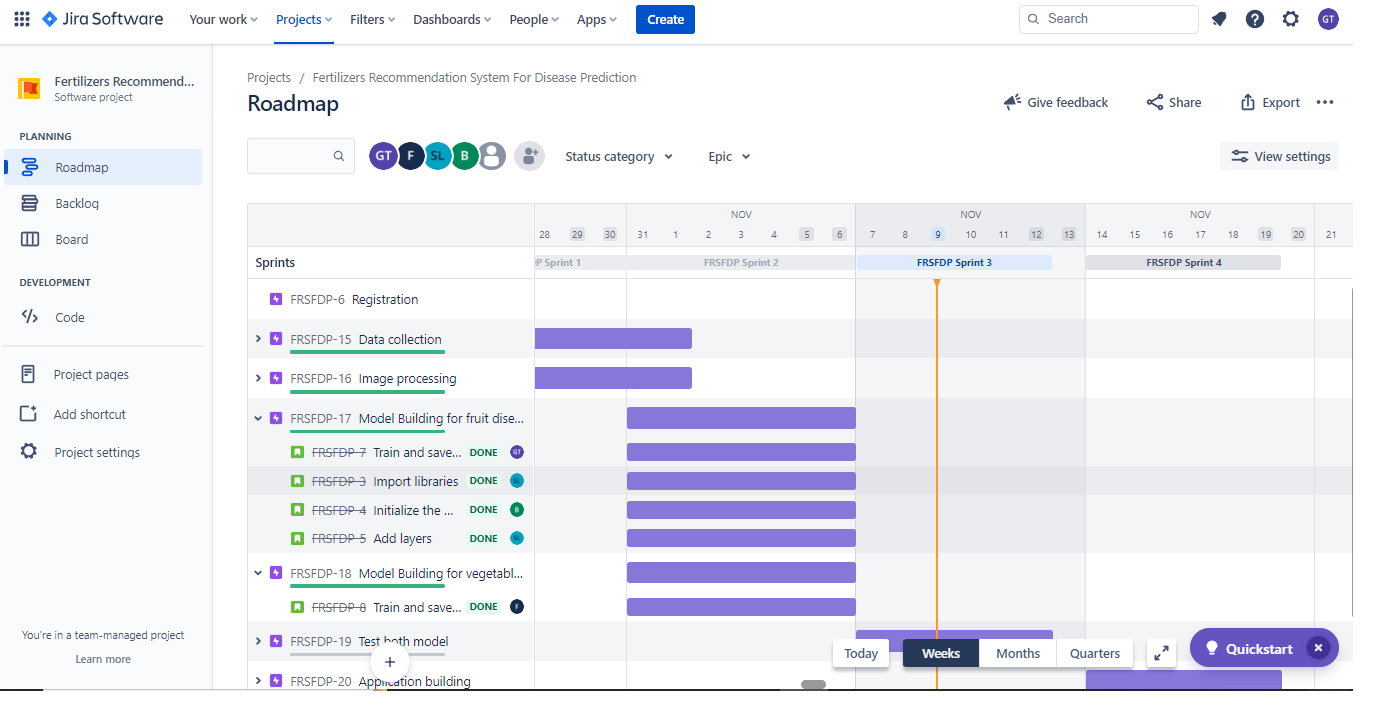 Jira Software Your work Projects Filters Dashboards People Apps Create Search GT
Fertilizers Recommend...
Software project
PLANNING
Roadmap
Backlog
Board
DEVELOPMENT
Code
Project pages
Add shortcut
Project settings
You're in a team-managed project
Learn more
Projects / Fertilizers Recommendation System For Disease Prediction
Roadmap
Give feedback Share Export
GT F SL B Status category Epic View settings
NOV NOV NOV
28 29 30 31 1 2 3 4 5 6 7 8 9 10 11 12 13 14 15 16 17 18 19 20 21
Sprints P Sprint 1 FRSFDP Sprint 2 FRSFDP Sprint 3 FRSFDP Sprint 4
FRSFDP-6 Registration
FRSFDP-15 Data collection
FRSFDP-16 Image processing
FRSFDP-17 Model Building for fruit dise...
FRSFDP-7 Train and save... DONE GT
FRSFDP-3 Import libraries DONE SL
FRSFDP-4 Initialize the ... DONE B
FRSFDP-5 Add layers DONE SL
FRSFDP-18 Model Building for vegetabl...
FRSFDP-8 Train and save... DONE F
FRSFDP-19 Test both model
FRSFDP-20 Application building
Today Weeks Months Quarters Quickstart